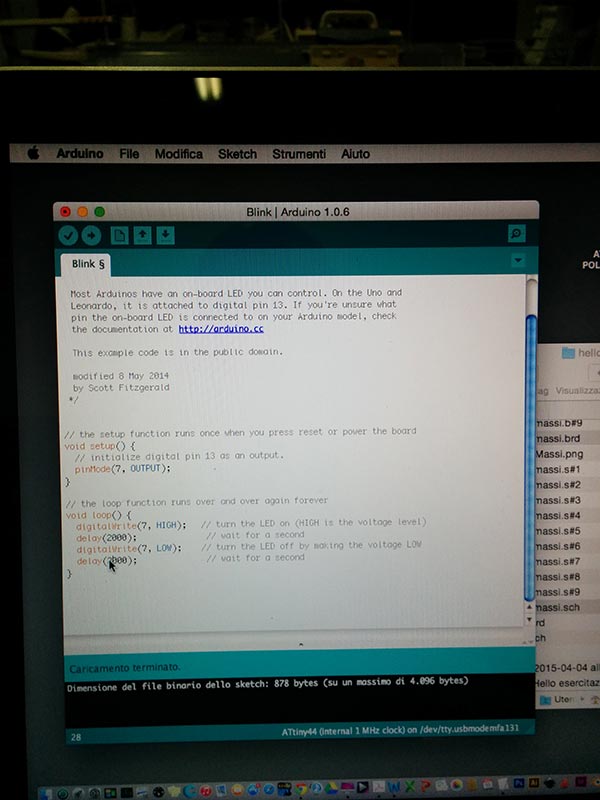 Arduino File Modifica Sketch Strumenti Aiuto
Blink | Arduino 1.0.6
Blink §
Most Arduinos have an on-board LED you can control. On the Uno and
Leonardo, it is attached to digital pin 13. If you're unsure what
pin the on-board LED is connected to on your Arduino model, check
the documentation at http://arduino.cc
This example code is in the public domain.
modified 8 May 2014
by Scott Fitzgerald
*/
// the setup function runs once when you press reset or power the board
void setup() {
// initialize digital pin 13 as an output.
pinMode(7, OUTPUT);
}
// the loop function runs over and over again forever
void loop() {
digitalWrite(7, HIGH); // turn the LED on (HIGH is the voltage level)
delay(2000); // wait for a second
digitalWrite(7, LOW); // turn the LED off by making the voltage LOW
delay(2000); // wait for a second
}
Caricamento terminato.
Dimensione del file binario dello sketch: 878 bytes (su un massimo di 4.096 bytes)
28
ATtiny44 (internal 1 MHz clock) on /dev/tty.usbmodemfa131
POL
hello
ag Visualizza
massi.b#9
massi.brd
Massi.png
massi.s#1
massi.s#2
massi.s#3
massi.s#4
massi.s#5
massi.s#6
massi.s#7
massi.s#8
massi.s#9
massi.sch
rd
ch
2015-04-04 all
Hello esercitaz
Uten